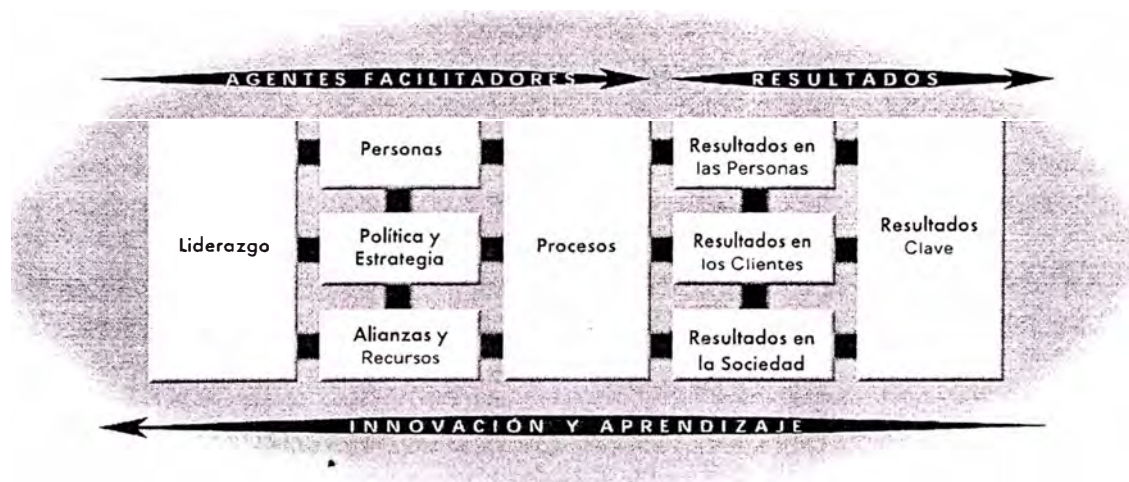 AGENTES FACILITADORES
RESULTADOS
Liderazgo
Personas
Política y
Estrategia
Alianzas y
Recursos
Procesos
Resultados en
las Personas
Resultados en
los Clientes
Resultados en
la Sociedad
Resultados
Clave
INNOVACIÓN Y APRENDIZAJE